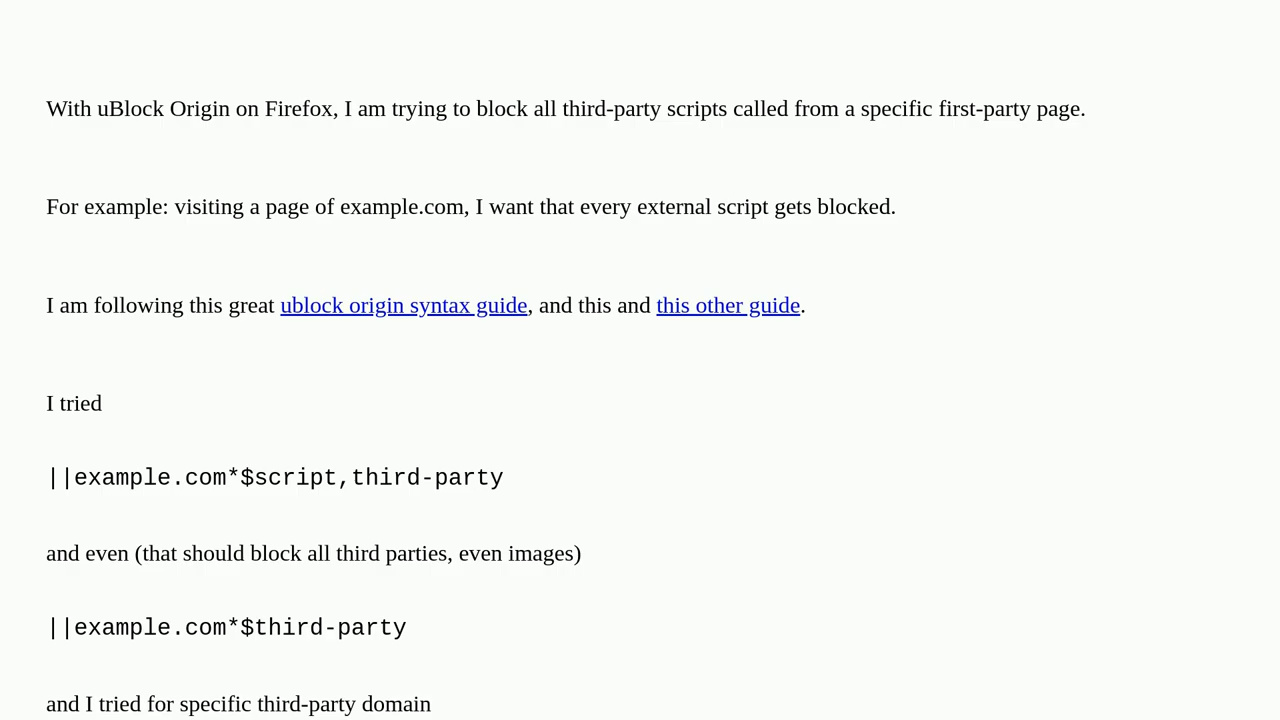 With uBlock Origin on Firefox, I am trying to block all third-party scripts called from a specific first-party page.
For example: visiting a page of example.com, I want that every external script gets blocked.
I am following this great ublock origin syntax guide, and this and this other guide.
I tried
||example.com*$script,third-party
and even (that should block all third parties, even images)
||example.com*$third-party
and I tried for specific third-party domain